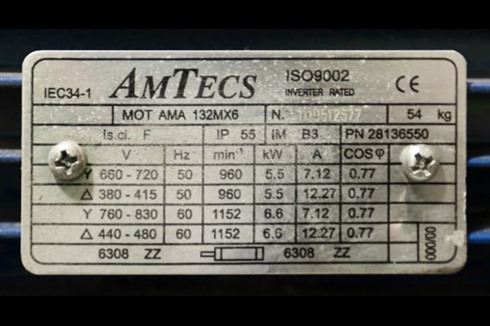 IEC34-1 AMTECS ISO9002
INVERTER RATED CE
MOT AMA 132MX6 N. 54 kg
Is.cl. F IP 55 IM B3 PN 28136550
V Hz min⁻¹ kW A COSφ
Y 660 - 720 50 960 5.5 7.12 0.77
Δ 380 - 415 50 960 5.5 12.27 0.77
Y 760 - 830 60 1152 6.6 7.12 0.77
Δ 440 - 480 60 1152 6.6 12.27 0.77
6308 ZZ 6308 ZZ
000/00